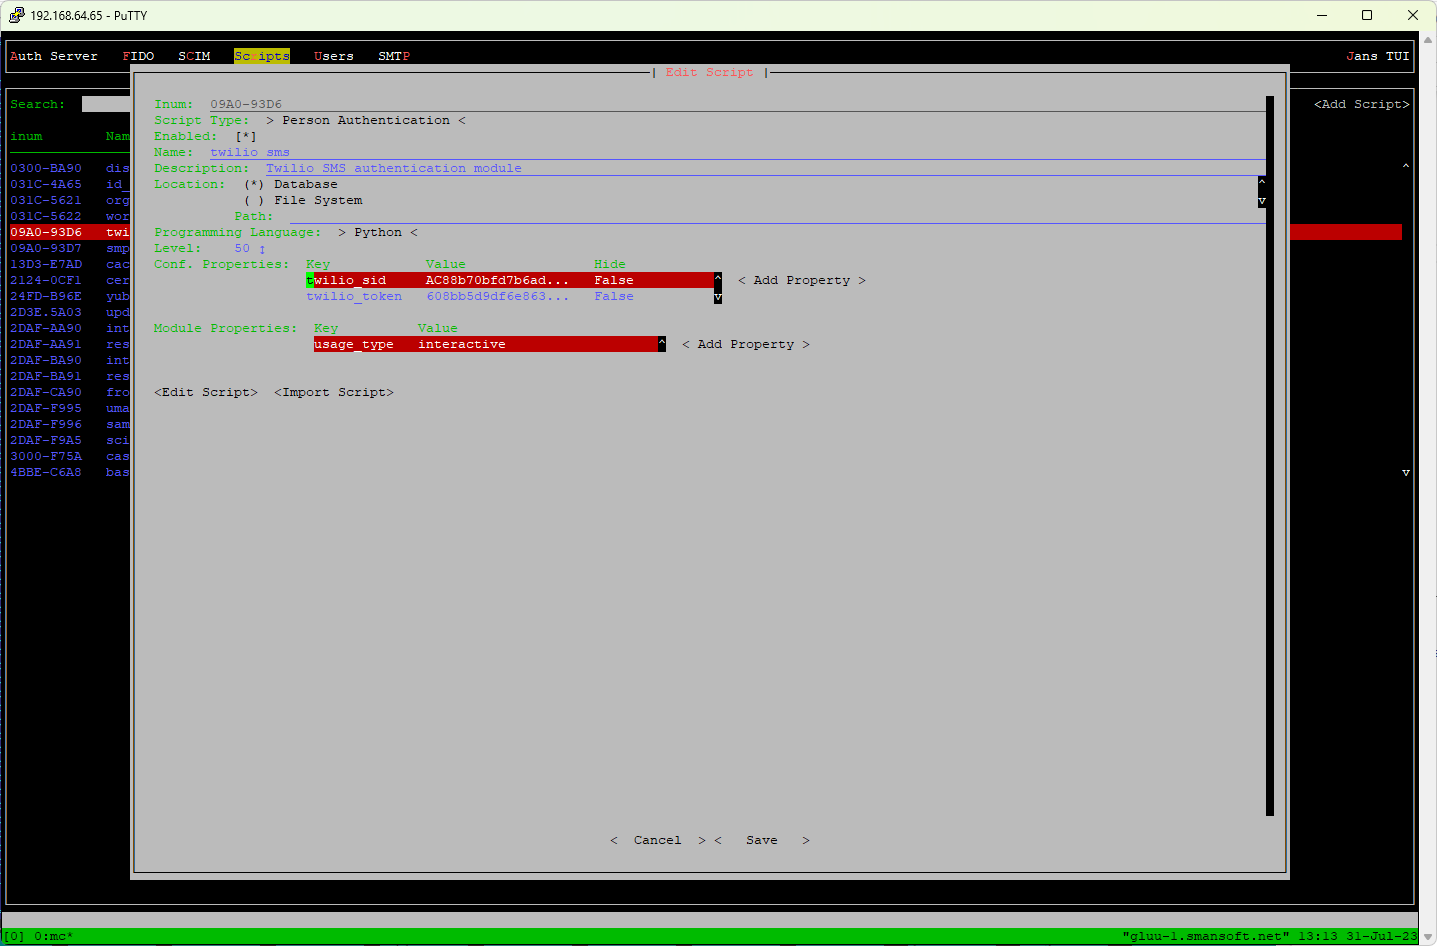 192.168.64.65 - PuTTY
Auth Server FIDO SCIM Scripts Users SMTP Jans TUI
| Edit Script |
Search: <Add Script>
Inum: 09A0-93D6
Script Type: > Person Authentication <
inum Nam
Enabled: [*]
Name: twilio_sms
0300-BA90 dis
Description: Twilio SMS authentication module
031C-4A65 id_
Location: (*) Database
031C-5621 org
( ) File System
031C-5622 wor
Path:
09A0-93D6 twi
Programming Language: > Python <
09A0-93D7 smp
Level: 50
13D3-E7AD cac
Conf. Properties: Key Value Hide
2124-0CF1 cer
twilio_sid AC88b70bfd7b6ad... False ^ < Add Property >
24FD-B96E yub
twilio_token 608bb5d9df6e863... False v
2D3E.5A03 upd
2DAF-AA90 int
Module Properties: Key Value
2DAF-AA91 res
usage_type interactive ^ < Add Property >
2DAF-BA90 int
2DAF-BA91 res
2DAF-CA90 fro
<Edit Script> <Import Script>
2DAF-F995 uma
2DAF-F996 sam
2DAF-F9A5 sci
3000-F75A cas
4BBE-C6A8 bas
< Cancel > < Save >
[0] 0:mc* "gluu-1.smansoft.net" 13:13 31-Jul-23